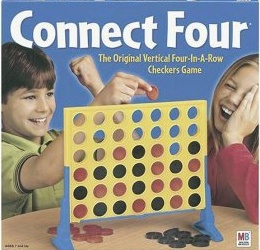 Connect Four
The Original Vertical Four-In-A-Row
Checkers Game
MB